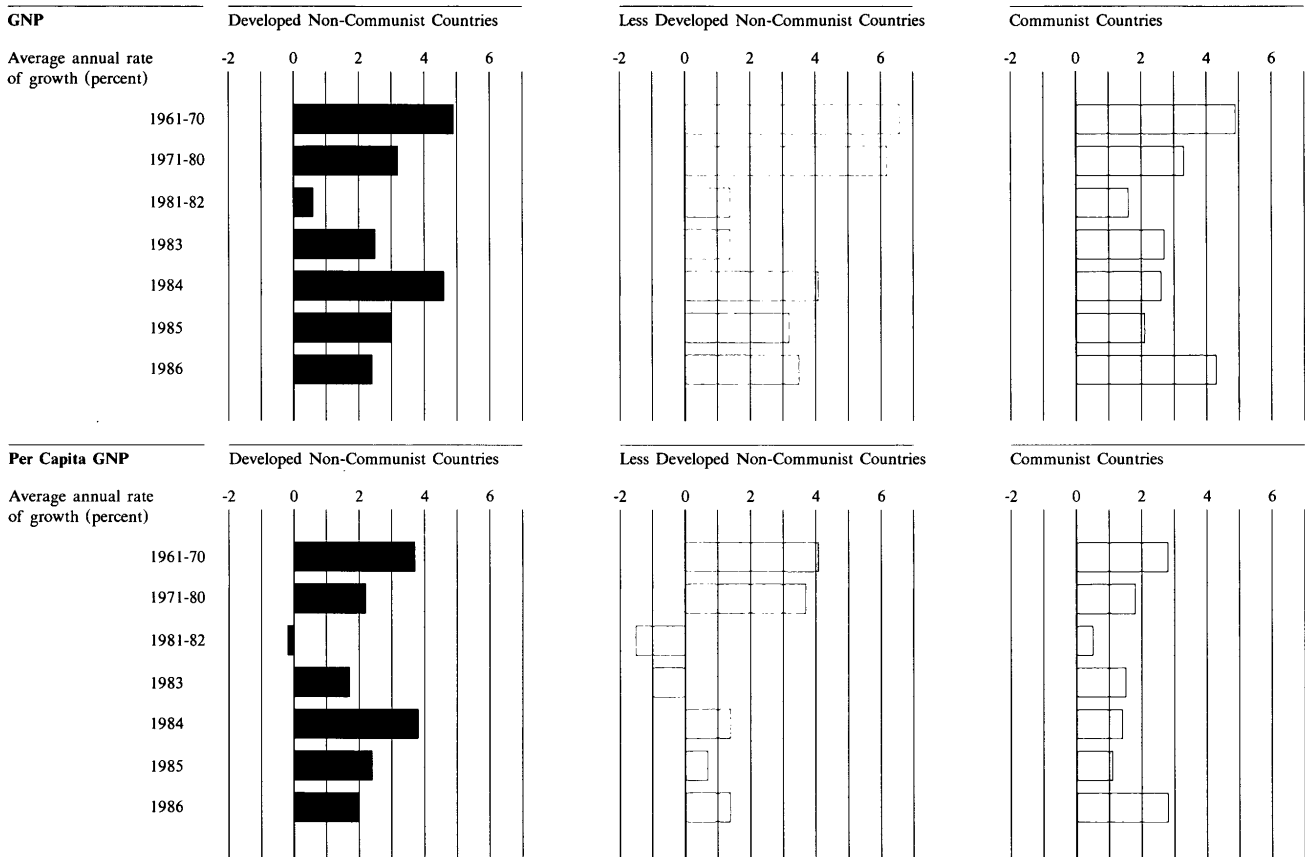 GNP
Developed Non-Communist Countries
Less Developed Non-Communist Countries
Communist Countries
Average annual rate
of growth (percent)
-2 0 2 4 6
-2 0 2 4 6
-2 0 2 4 6
1961-70
1971-80
1981-82
1983
1984
1985
1986
Per Capita GNP
Developed Non-Communist Countries
Less Developed Non-Communist Countries
Communist Countries
Average annual rate
of growth (percent)
-2 0 2 4 6
-2 0 2 4 6
-2 0 2 4 6
1961-70
1971-80
1981-82
1983
1984
1985
1986